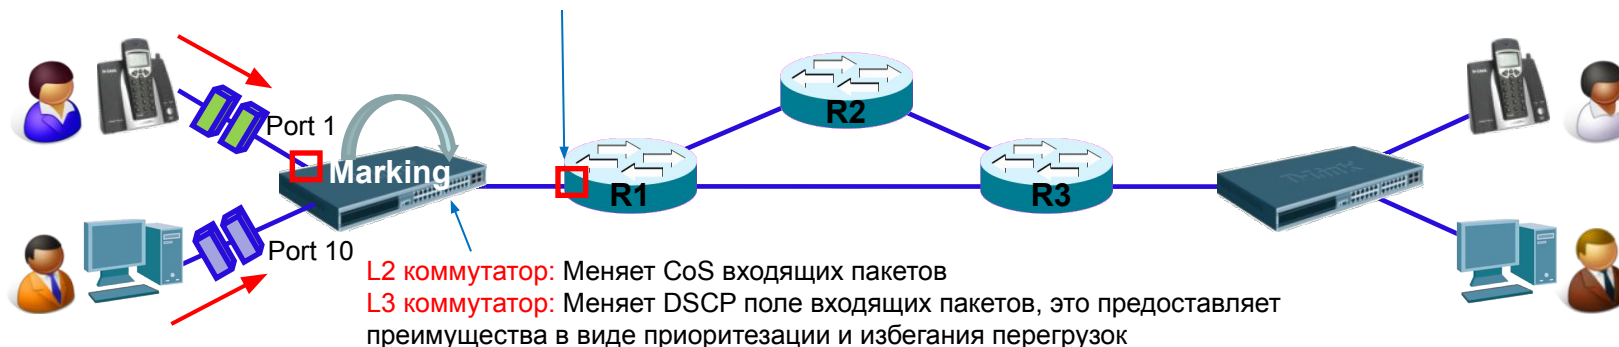 Port 1
R2
Marking
R1
R3
Port 10
L2 коммутатор: Меняет CoS входящих пакетов
L3 коммутатор: Меняет DSCP поле входящих пакетов, это предоставляет
преимущества в виде приоритезации и избегания перегрузок